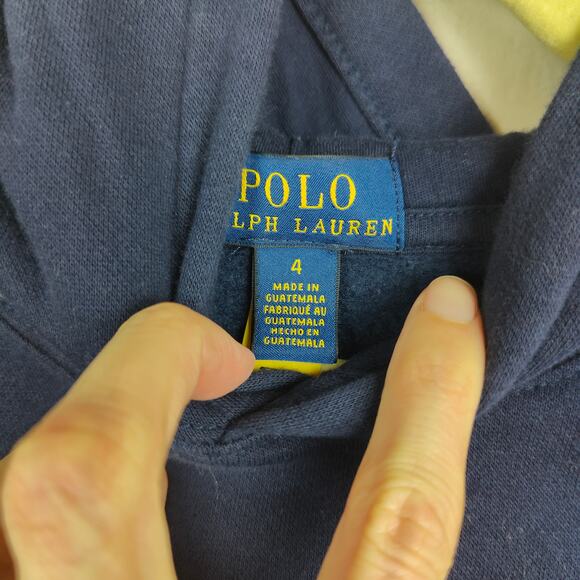 POLO
LPH LAUREN
4
MADE IN
GUATEMALA
FABRIQUÉ AU
GUATEMALA
HECHO EN
GUATEMALA